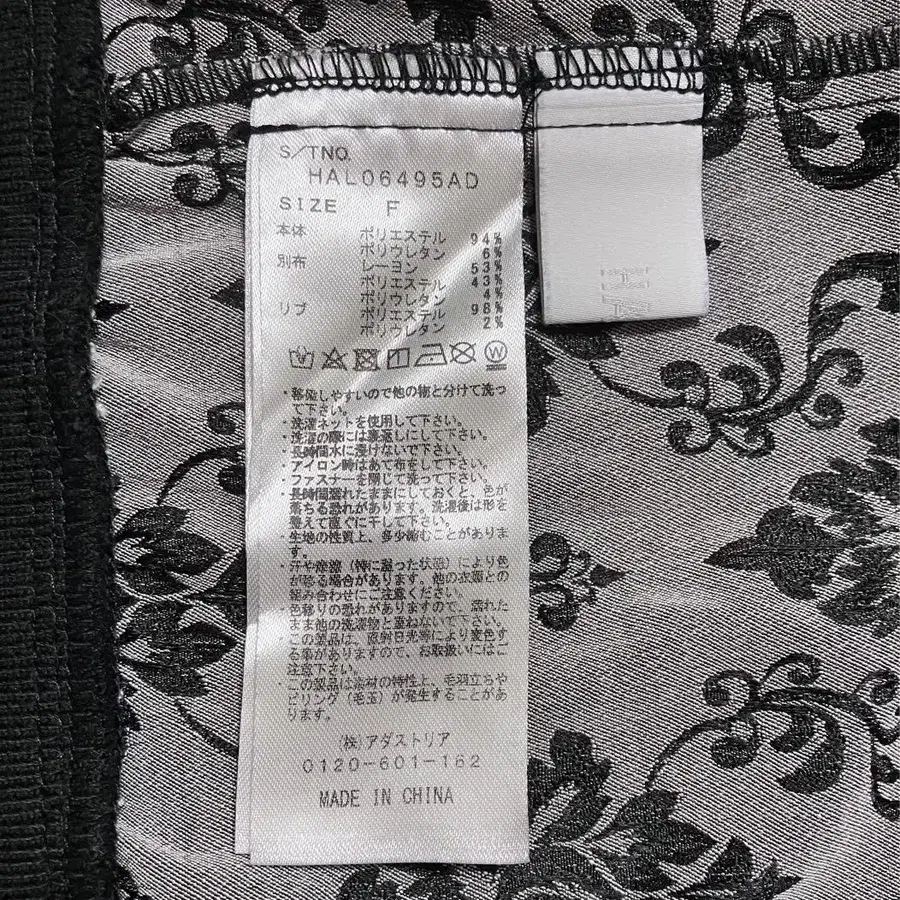 S/TNO.
HAL06495AD
SIZE F
本体 ポリエステル 94%
ポリウレタン 6%
別布 レーヨン 53%
ポリエステル 43%
ポリウレタン 4%
リブ ポリエステル 98%
ポリウレタン 2%
W
・移染しやすいので他の物と分けて洗っ
て下さい。
・洗濯ネットを使用して下さい。
・洗濯の際には裏返しにして下さい。
・長時間水に浸けないで下さい。
・アイロン時はあて布をして下さい。
・ファスナーを閉じて洗って下さい。
・長時間濡れたままにしておくと、色が
落ちる恐れがあります。洗濯後は形を
整えて直ぐに干して下さい。
・生地の性質上、多少縮むことがありま
す。
・汗や摩擦（特に湿った状態）により色
が移る場合があります。他の衣類との
組み合わせにご注意ください。
・色移りの恐れがありますので、濡れた
まま他の洗濯物と重ねないで下さい。
・この製品は、直射日光等により変色す
る事がありますので、お取扱いにはご
注意下さい。
・この製品は素材の特性上、毛羽立ちや
ピリング（毛玉）が発生することがあ
ります。
(株)アダストリア
0120-601-162
MADE IN CHINA